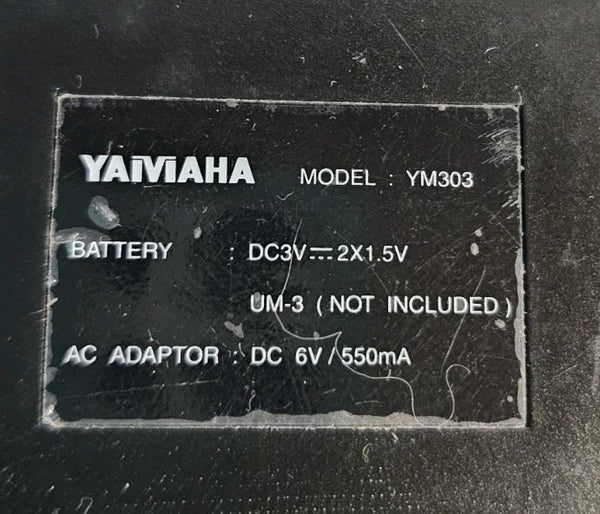 YAIVIAHA MODEL : YM303
BATTERY : DC3V⎓2X1.5V
UM-3 ( NOT INCLUDED )
AC ADAPTOR : DC 6V / 550mA